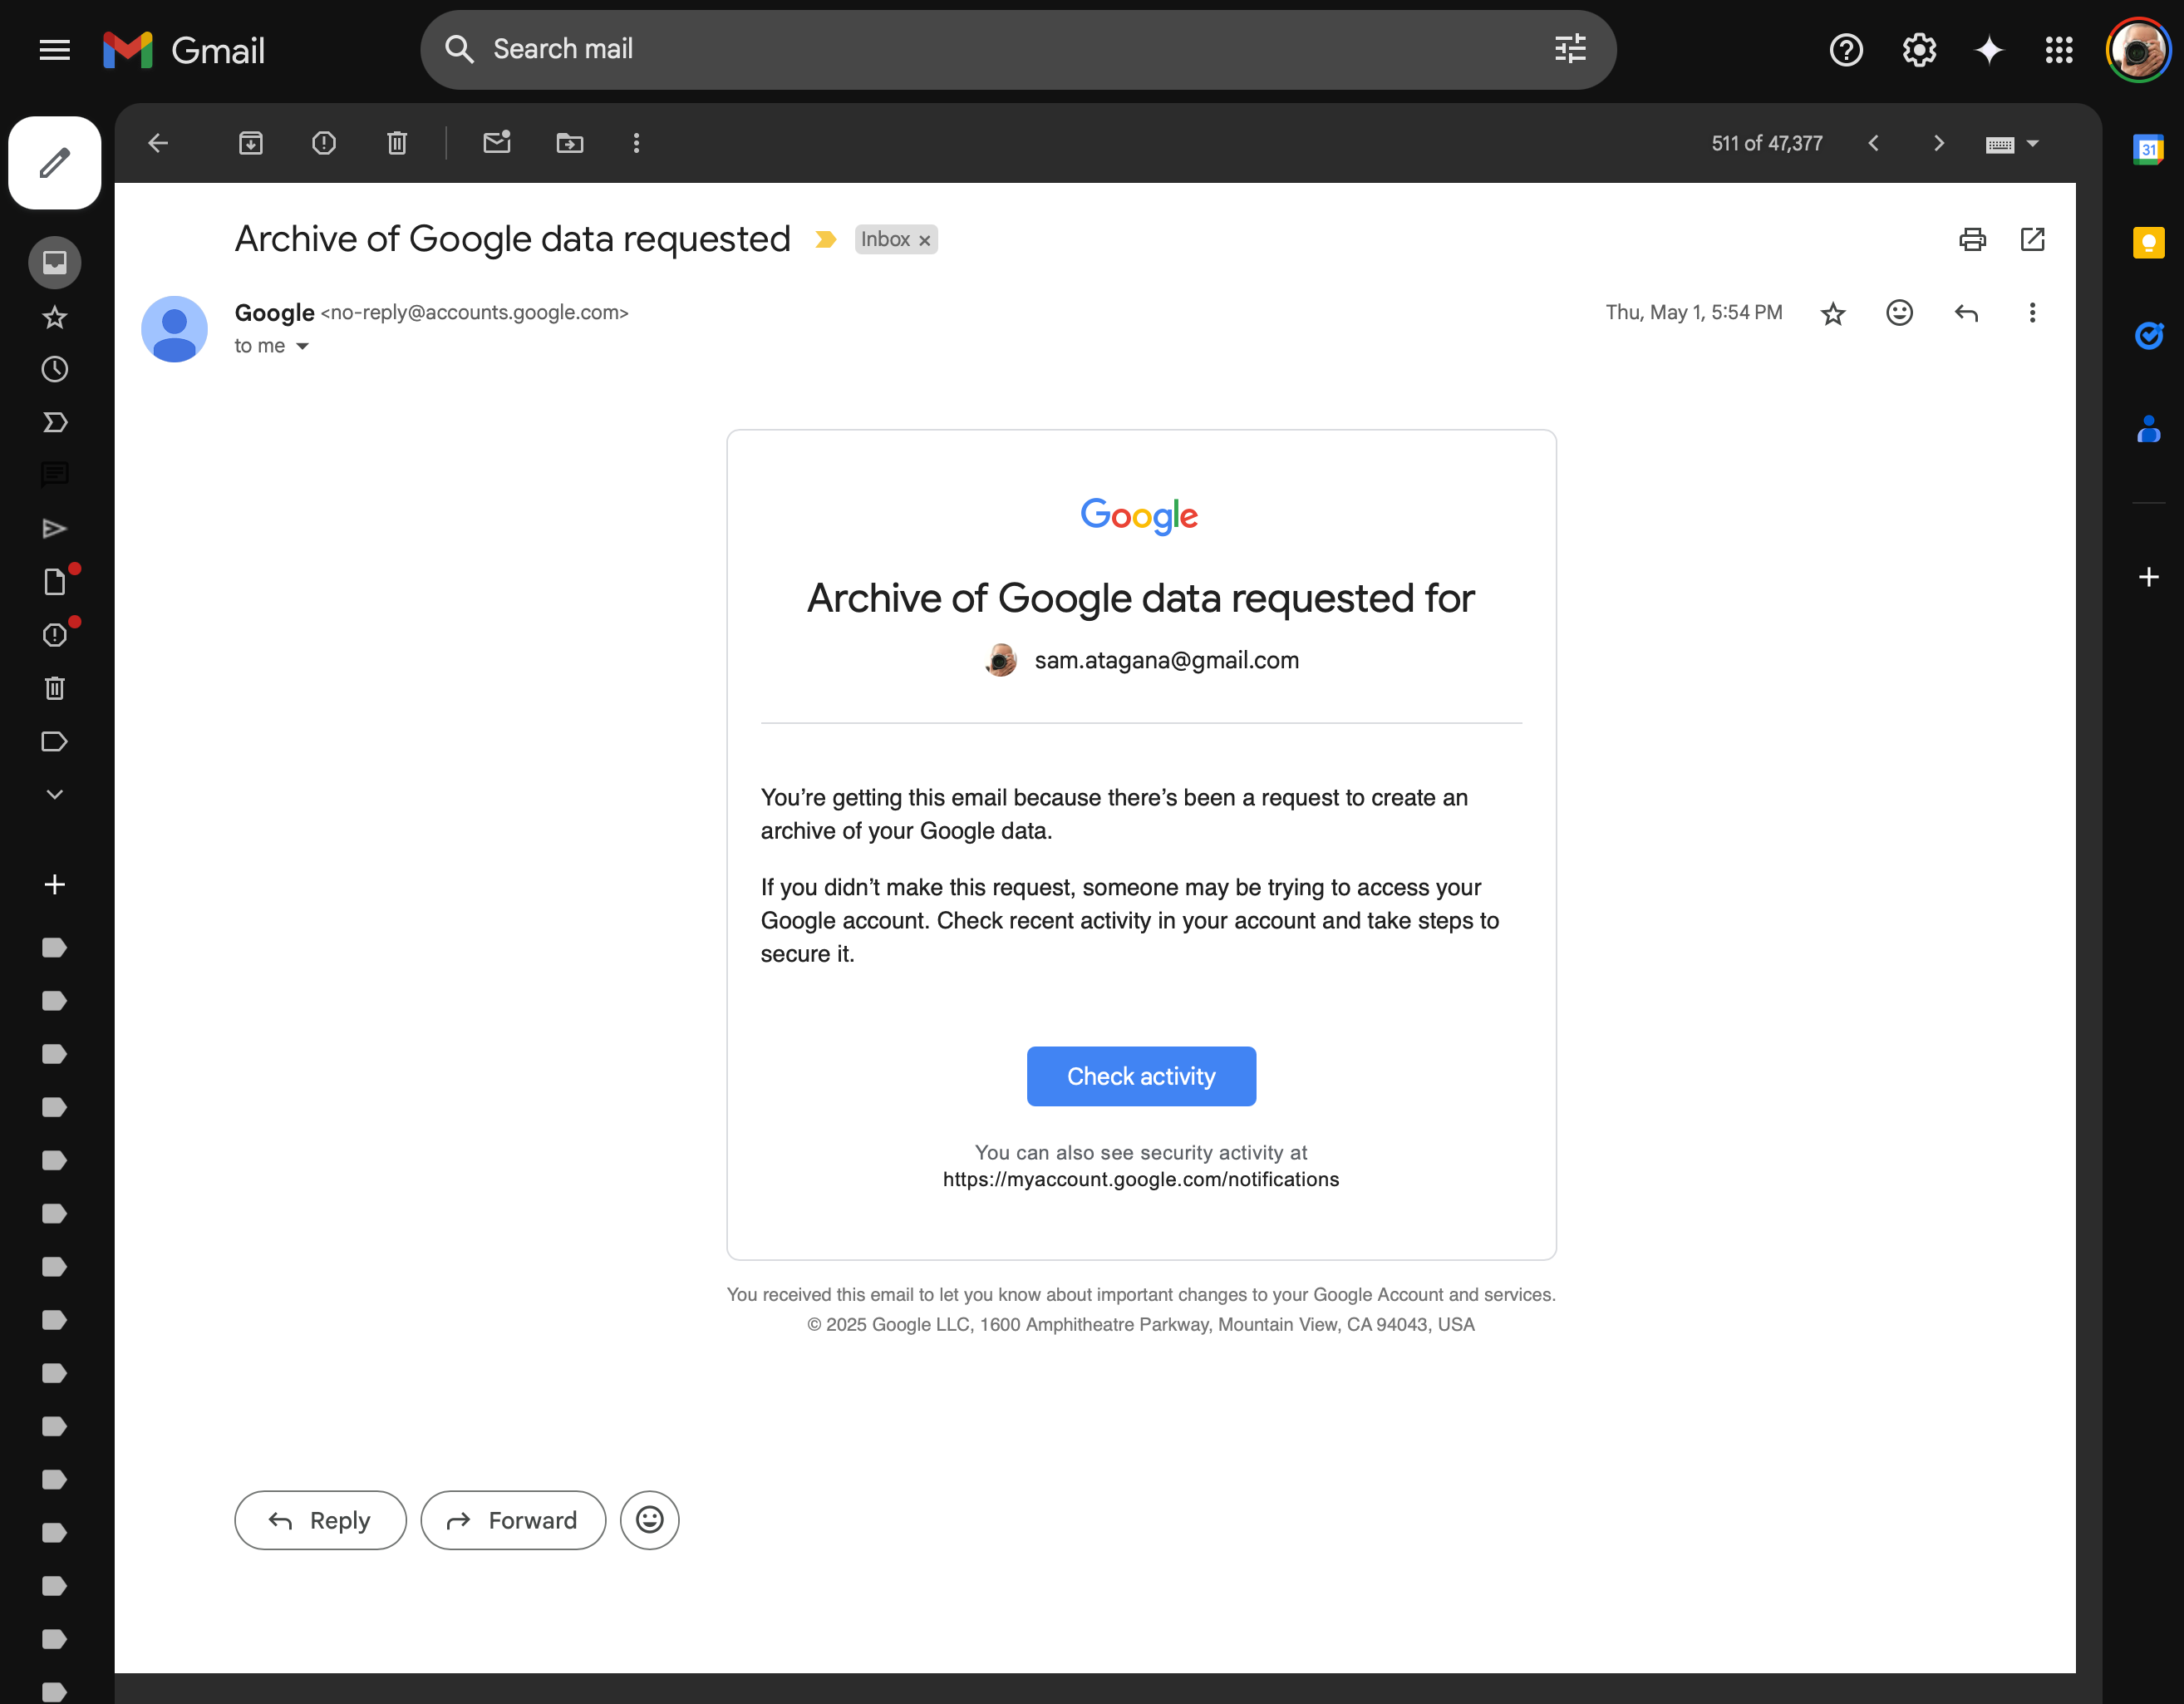 Gmail
Search mail
511 of 47,377
31
Archive of Google data requested
Inbox
Google <no-reply@accounts.google.com>
Thu, May 1, 5:54 PM
to me
Google
Archive of Google data requested for
sam.atagana@gmail.com
You’re getting this email because there’s been a request to create an
archive of your Google data.
If you didn’t make this request, someone may be trying to access your
Google account. Check recent activity in your account and take steps to
secure it.
Check activity
You can also see security activity at
https://myaccount.google.com/notifications
You received this email to let you know about important changes to your Google Account and services.
© 2025 Google LLC, 1600 Amphitheatre Parkway, Mountain View, CA 94043, USA
Reply
Forward